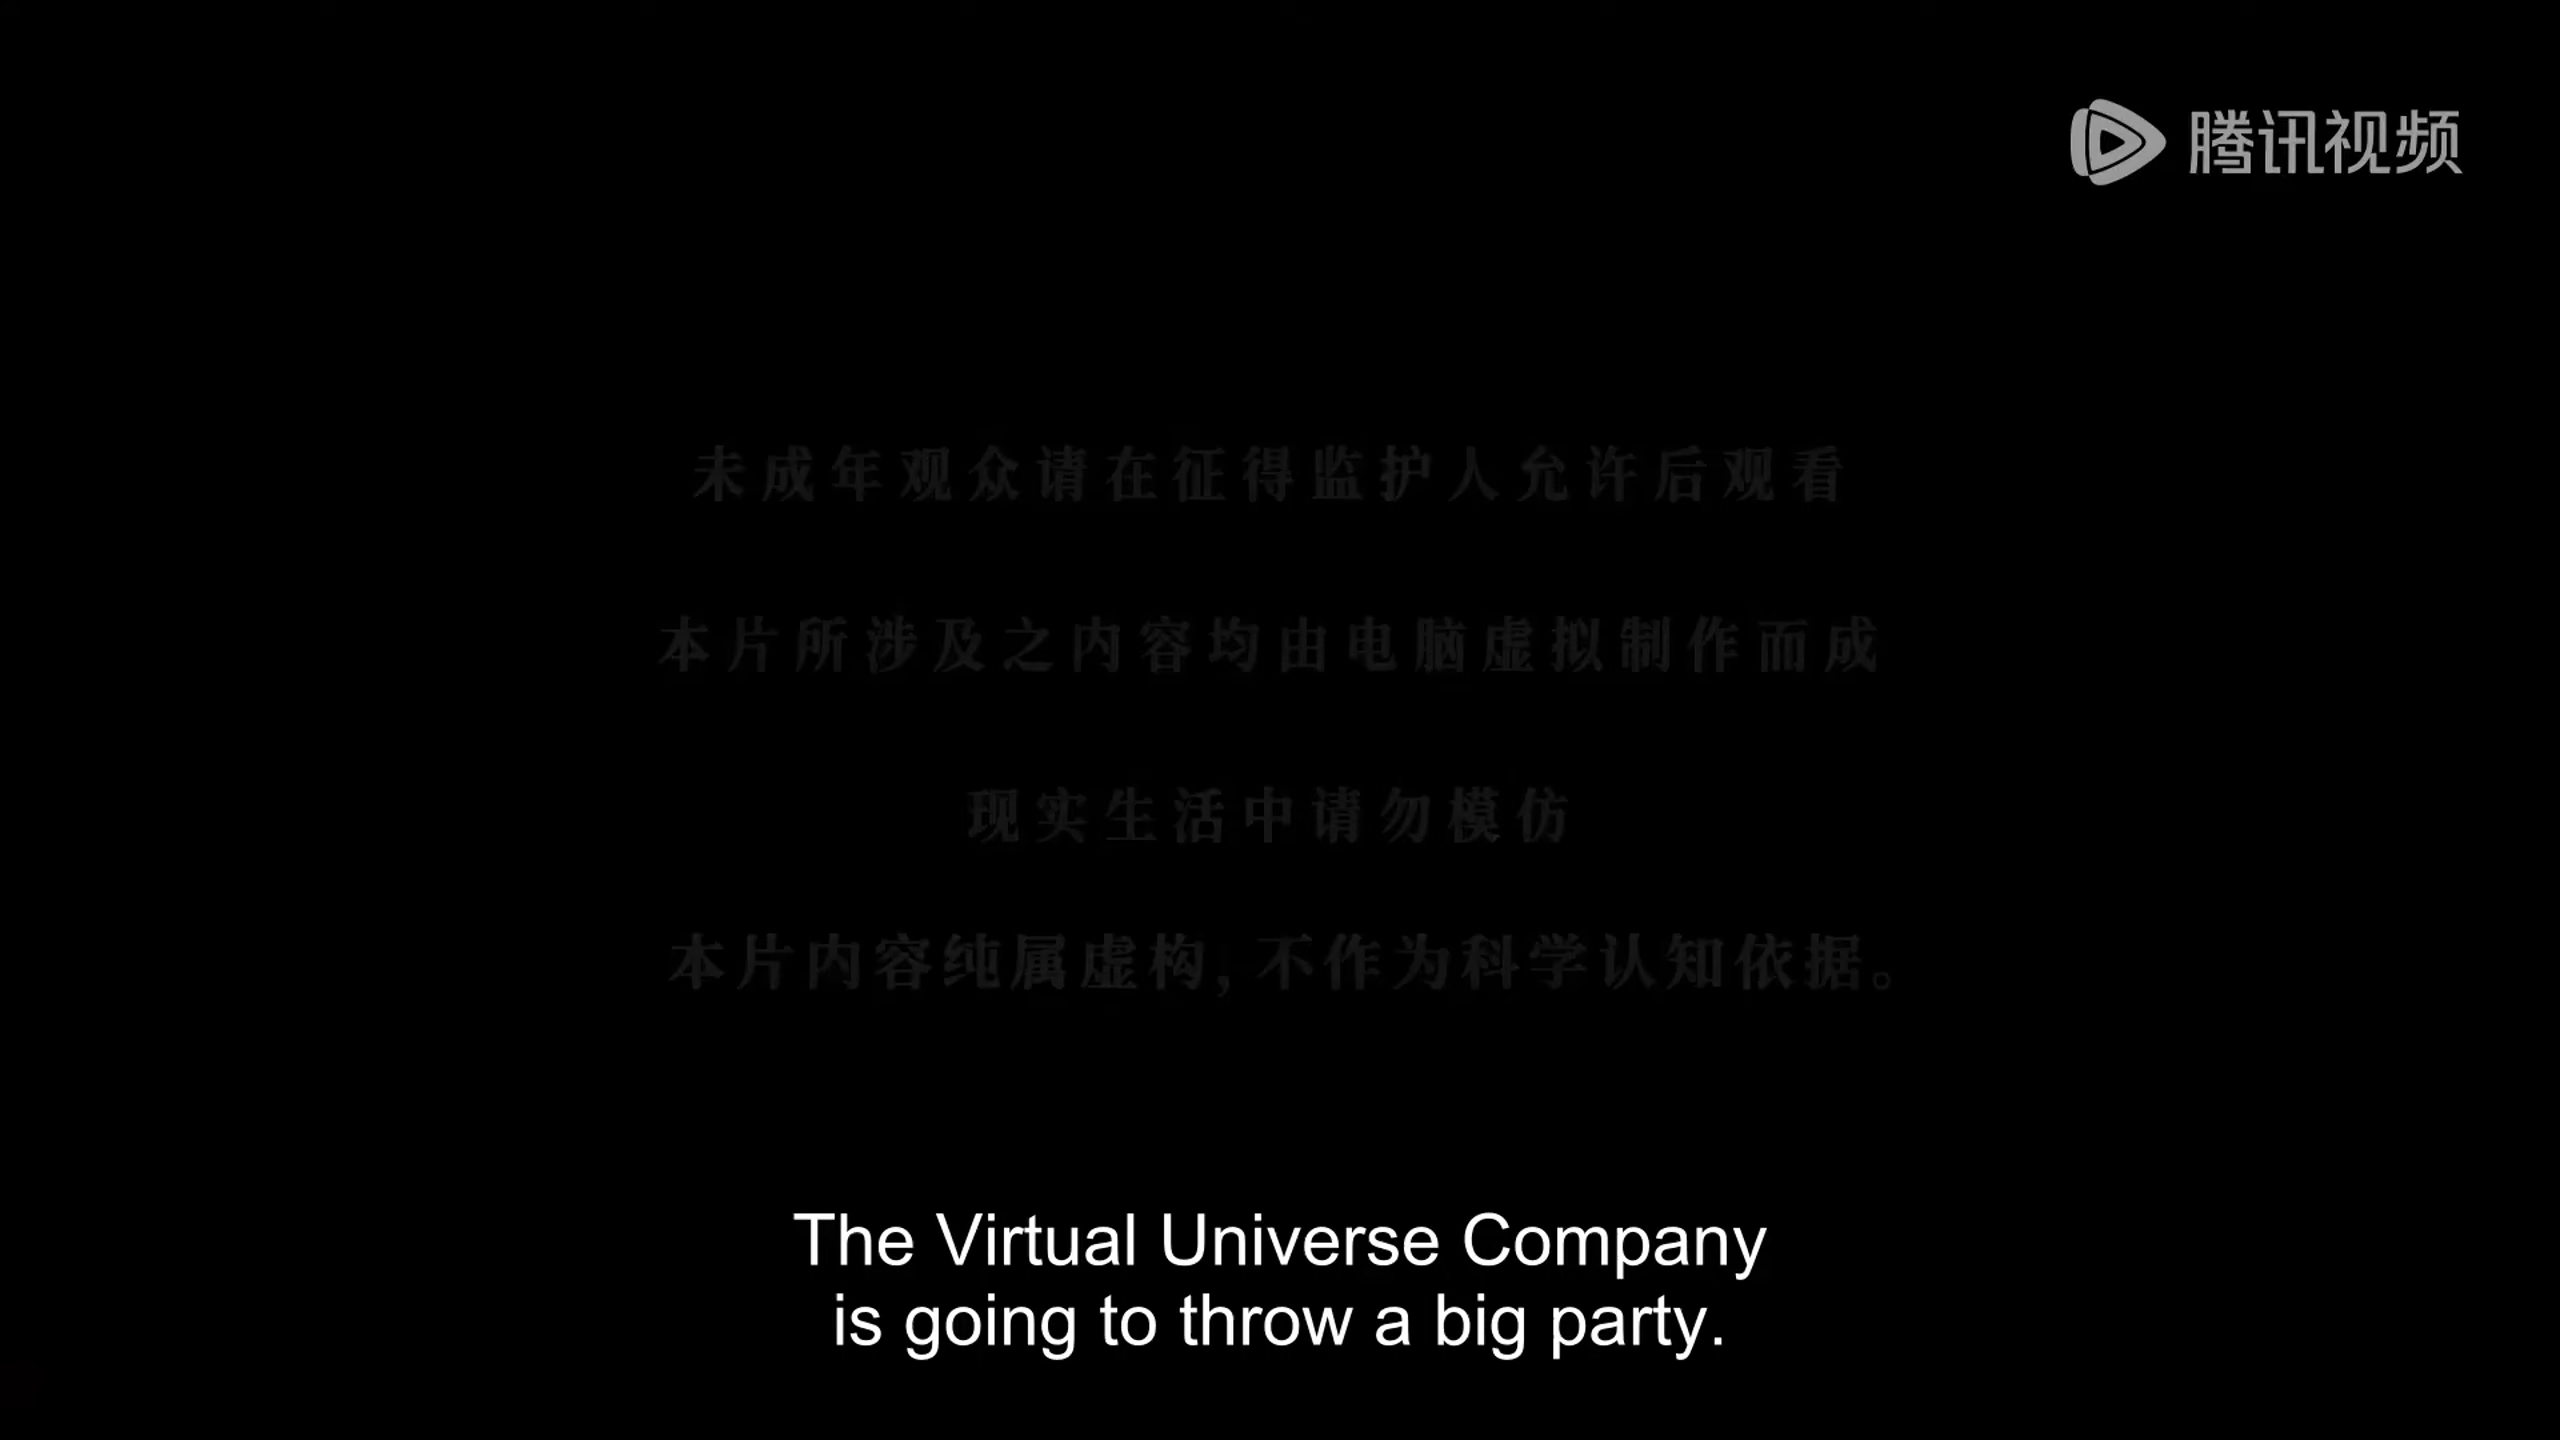 腾讯视频
未成年观众请在征得监护人允许后观看
本片所涉及之内容均由电脑虚拟制作而成
现实生活中请勿模仿
本片内容纯属虚构，不作为科学认知依据。
The Virtual Universe Company
is going to throw a big party.